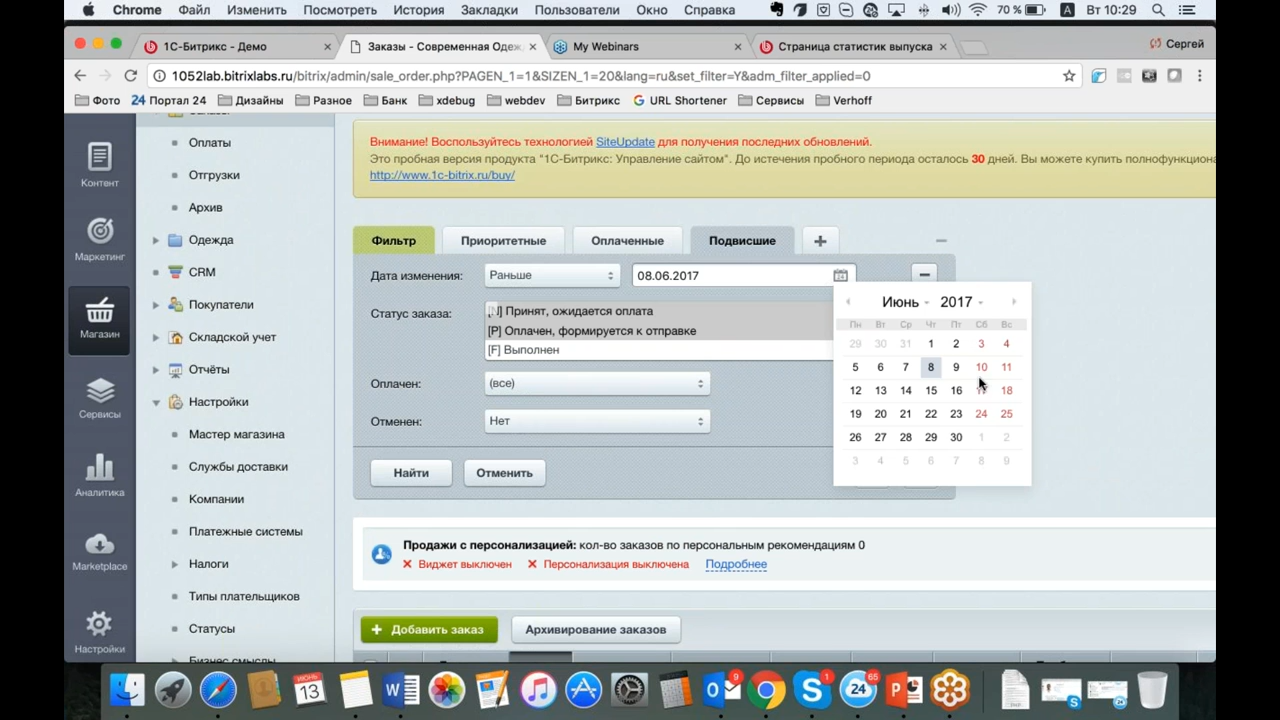 Chrome Файл Изменить Посмотреть История Закладки Пользователи Окно Справка 70 % A Вт 10:29
1С-Битрикс - Демо × Заказы - Современная Одеж × My Webinars × Страница статистик выпуска × Сергей
1052lab.bitrixlabs.ru/bitrix/admin/sale_order.php?PAGEN_1=1&SIZEN_1=20&lang=ru&set_filter=Y&adm_filter_applied=0
Фото 24 Портал 24 Дизайны Разное Банк xdebug webdev Битрикс G URL Shortener Сервисы Verhoff
Контент
Маркетинг
Магазин
Сервисы
Аналитика
Marketplace
Настройки
Заказы
Оплаты
Отгрузки
Архив
Одежда
CRM
Покупатели
Складской учет
Отчёты
Настройки
Мастер магазина
Службы доставки
Компании
Платежные системы
Налоги
Типы плательщиков
Статусы
Бизнес смыслы
Внимание! Воспользуйтесь технологией SiteUpdate для получения последних обновлений.
Это пробная версия продукта "1С-Битрикс: Управление сайтом". До истечения пробного периода осталось 30 дней. Вы можете купить полнофункциона
http://www.1c-bitrix.ru/buy/
Фильтр Приоритетные Оплаченные Подвисшие +
Дата изменения: Раньше 08.06.2017
Статус заказа: [N] Принят, ожидается оплата
[P] Оплачен, формируется к отправке
[F] Выполнен
Оплачен: (все)
Отменен: Нет
Найти Отменить
Июнь 2017
Пн Вт Ср Чт Пт Сб Вс
29 30 31 1 2 3 4
5 6 7 8 9 10 11
12 13 14 15 16 18
19 20 21 22 23 24 25
26 27 28 29 30 1 2
3 4 5 6 7 8 9
Продажи с персонализацией: кол-во заказов по персональным рекомендациям 0
Виджет выключен Персонализация выключена Подробнее
+ Добавить заказ Архивирование заказов
ИЮНЬ
13
9
1
24
65